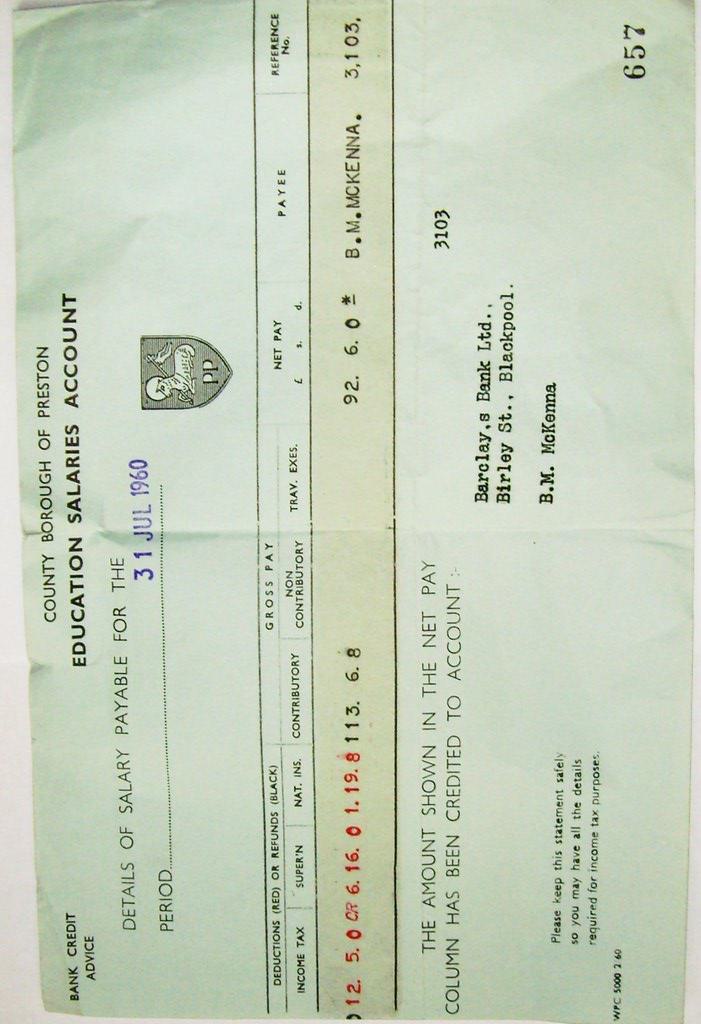 BANK CREDIT
ADVICE
COUNTY BOROUGH OF PRESTON
EDUCATION SALARIES ACCOUNT
DETAILS OF SALARY PAYABLE FOR THE
PERIOD 31 JUL 1960
PP
DEDUCTIONS (RED) OR REFUNDS (BLACK) GROSS PAY NET PAY PAYEE REFERENCE No.
INCOME TAX SUPER'N NAT. INS. CONTRIBUTORY NON CONTRIBUTORY TRAV. EXES. £ s. d.
12. 5. 0 CR 6. 16. 0 1. 19. 8 113. 6. 8 92. 6. 0 * B.M.MCKENNA. 3,103,
THE AMOUNT SHOWN IN THE NET PAY
COLUMN HAS BEEN CREDITED TO ACCOUNT :-
3103
Barclay,s Bank Ltd.,
Birley St., Blackpool.
B.M. McKenna
Please keep this statement safely
so you may have all the details
required for income tax purposes.
WPC 5000 2 60
657